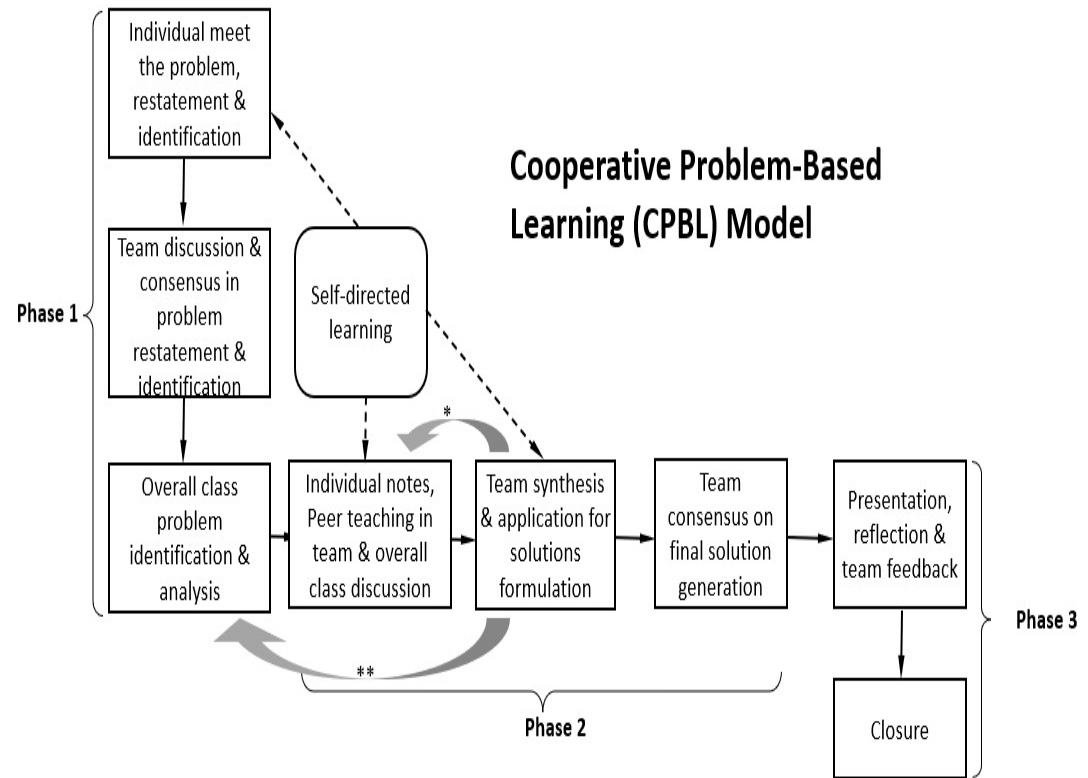 Individual meet
the problem,
restatement &
identification
Cooperative Problem-Based
Learning (CPBL) Model
Team discussion &
consensus in
problem
restatement &
identification
Phase 1
Self-directed
learning
*
Overall class
problem
identification &
analysis
Individual notes,
Peer teaching in
team & overall
class discussion
Team synthesis
& application for
solutions
formulation
Team
consensus on
final solution
generation
Presentation,
reflection &
team feedback
Phase 3
**
Phase 2
Closure